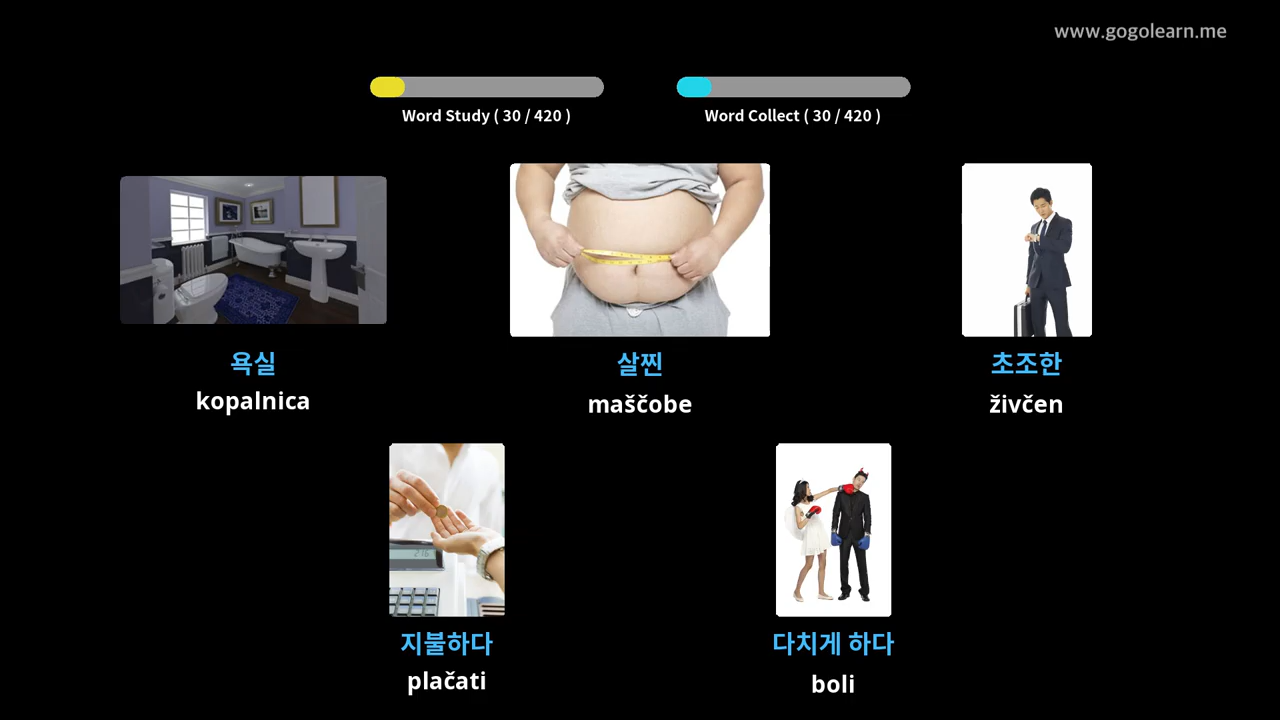 www.gogolearn.me
Word Study ( 30 / 420 )
Word Collect ( 30 / 420 )
욕실
kopalnica
살찐
maščobe
초조한
živčen
지불하다
plačati
다치게 하다
boli